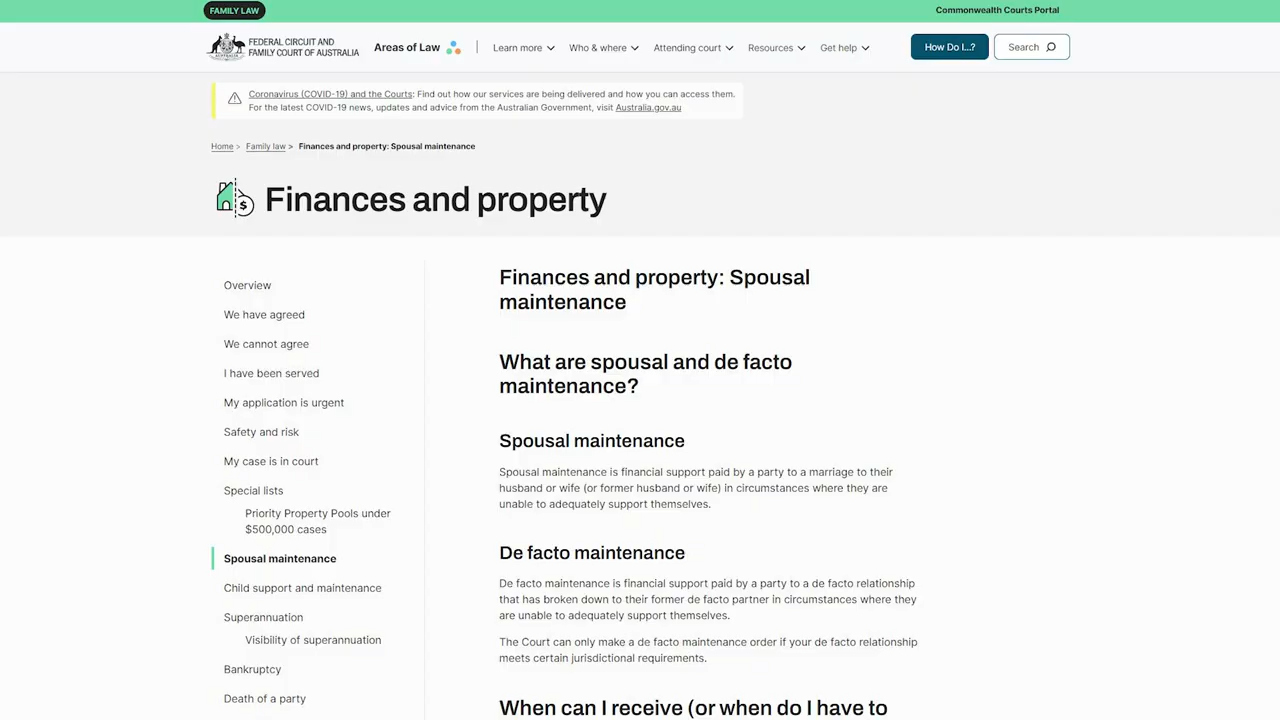 FAMILY LAW
Commonwealth Courts Portal
FEDERAL CIRCUIT AND
FAMILY COURT OF AUSTRALIA
Areas of Law
Learn more
Who & where
Attending court
Resources
Get help
How Do I...?
Search
Coronavirus (COVID-19) and the Courts: Find out how our services are being delivered and how you can access them.
For the latest COVID-19 news, updates and advice from the Australian Government, visit Australia.gov.au
Home > Family law > Finances and property: Spousal maintenance
$ Finances and property
Overview
We have agreed
We cannot agree
I have been served
My application is urgent
Safety and risk
My case is in court
Special lists
Priority Property Pools under
$500,000 cases
Spousal maintenance
Child support and maintenance
Superannuation
Visibility of superannuation
Bankruptcy
Death of a party
Finances and property: Spousal
maintenance
What are spousal and de facto
maintenance?
Spousal maintenance
Spousal maintenance is financial support paid by a party to a marriage to their
husband or wife (or former husband or wife) in circumstances where they are
unable to adequately support themselves.
De facto maintenance
De facto maintenance is financial support paid by a party to a de facto relationship
that has broken down to their former de facto partner in circumstances where they
are unable to adequately support themselves.
The Court can only make a de facto maintenance order if your de facto relationship
meets certain jurisdictional requirements.
When can I receive (or when do I have to